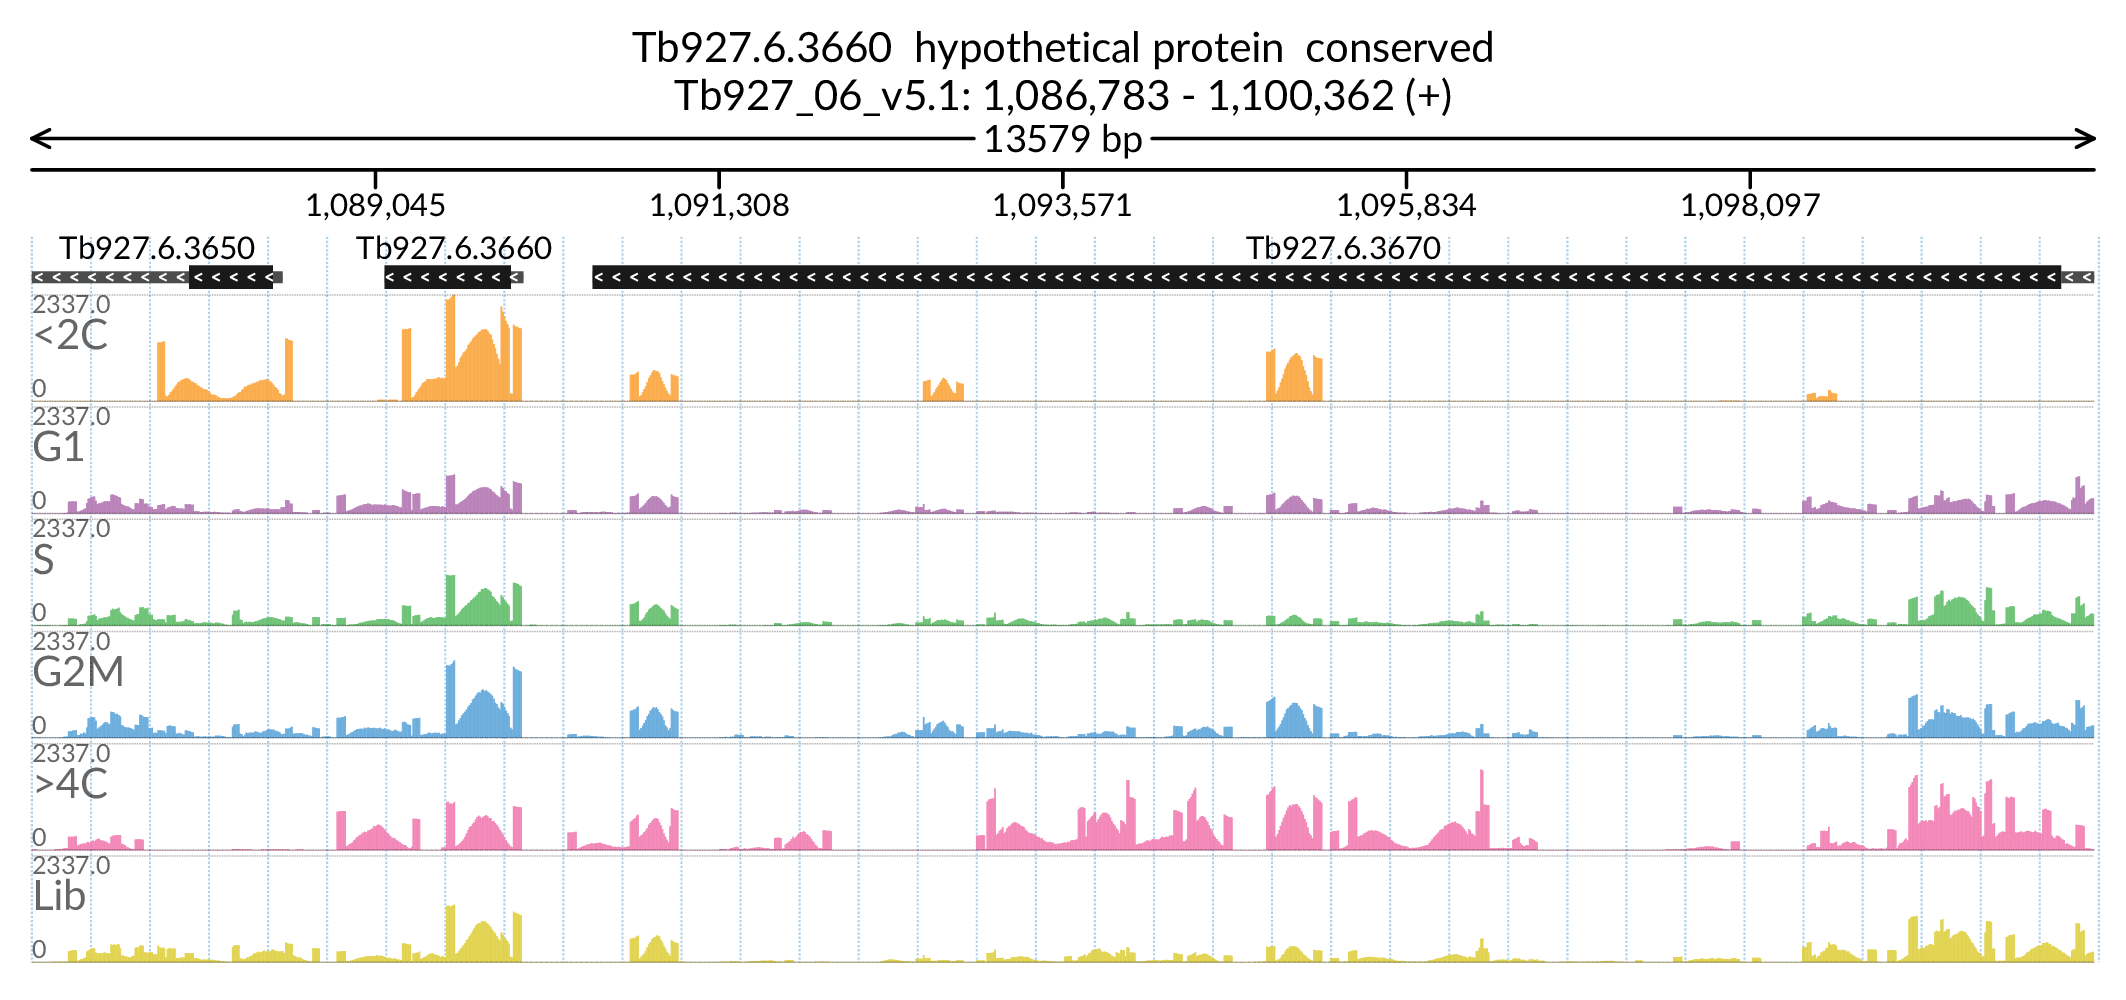 Tb927.6.3660  hypothetical protein  conserved
Tb927_06_v5.1: 1,086,783 - 1,100,362 (+)
13579 bp
1,089,045 1,091,308 1,093,571 1,095,834 1,098,097
Tb927.6.3650 Tb927.6.3660 Tb927.6.3670
2337.0
<2C
0
2337.0
G1
0
2337.0
S
0
2337.0
G2M
0
2337.0
>4C
0
2337.0
Lib
0